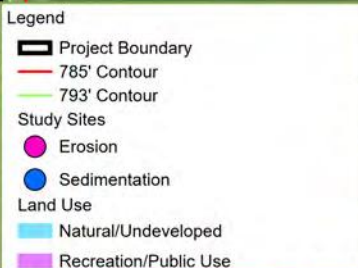 Legend
Project Boundary
785' Contour
793' Contour
Study Sites
Erosion
Sedimentation
Land Use
Natural/Undeveloped
Recreation/Public Use